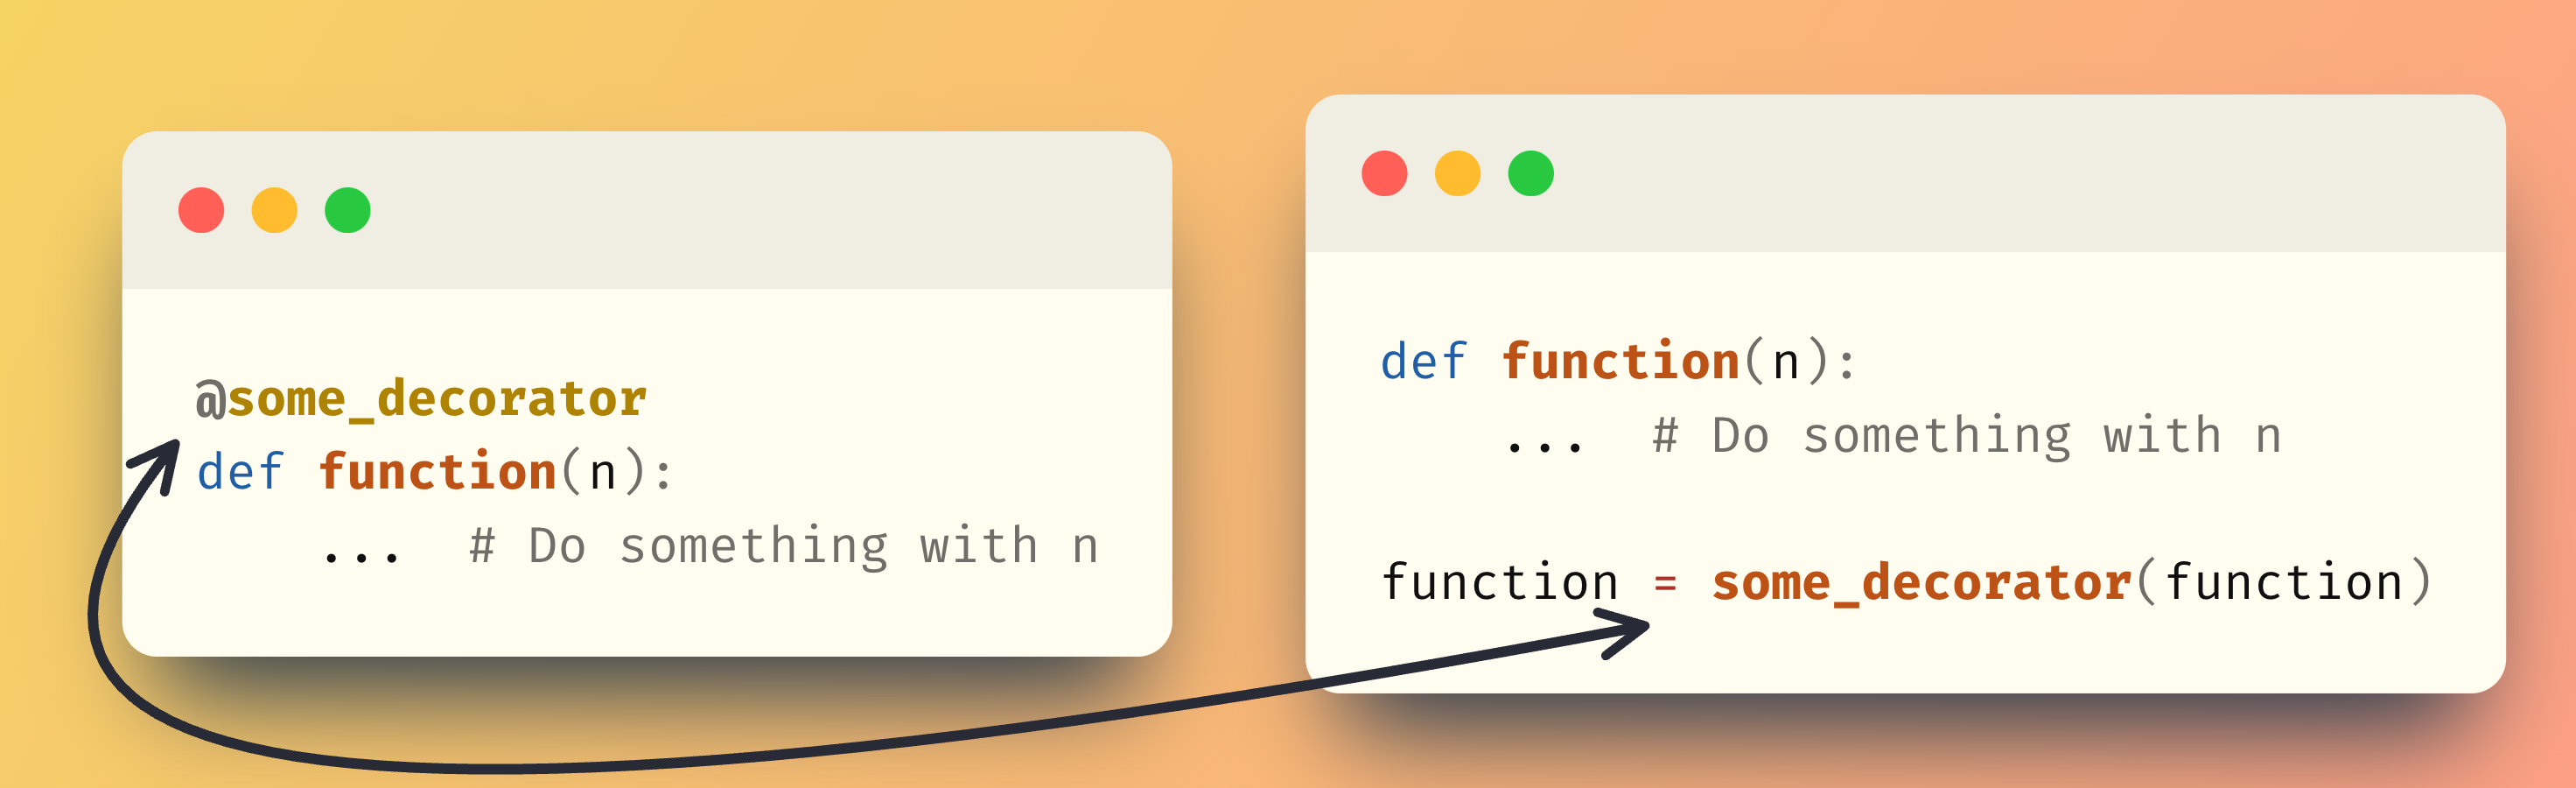 @some_decorator
def function(n):
    ...  # Do something with n
def function(n):
    ...  # Do something with n
function = some_decorator(function)